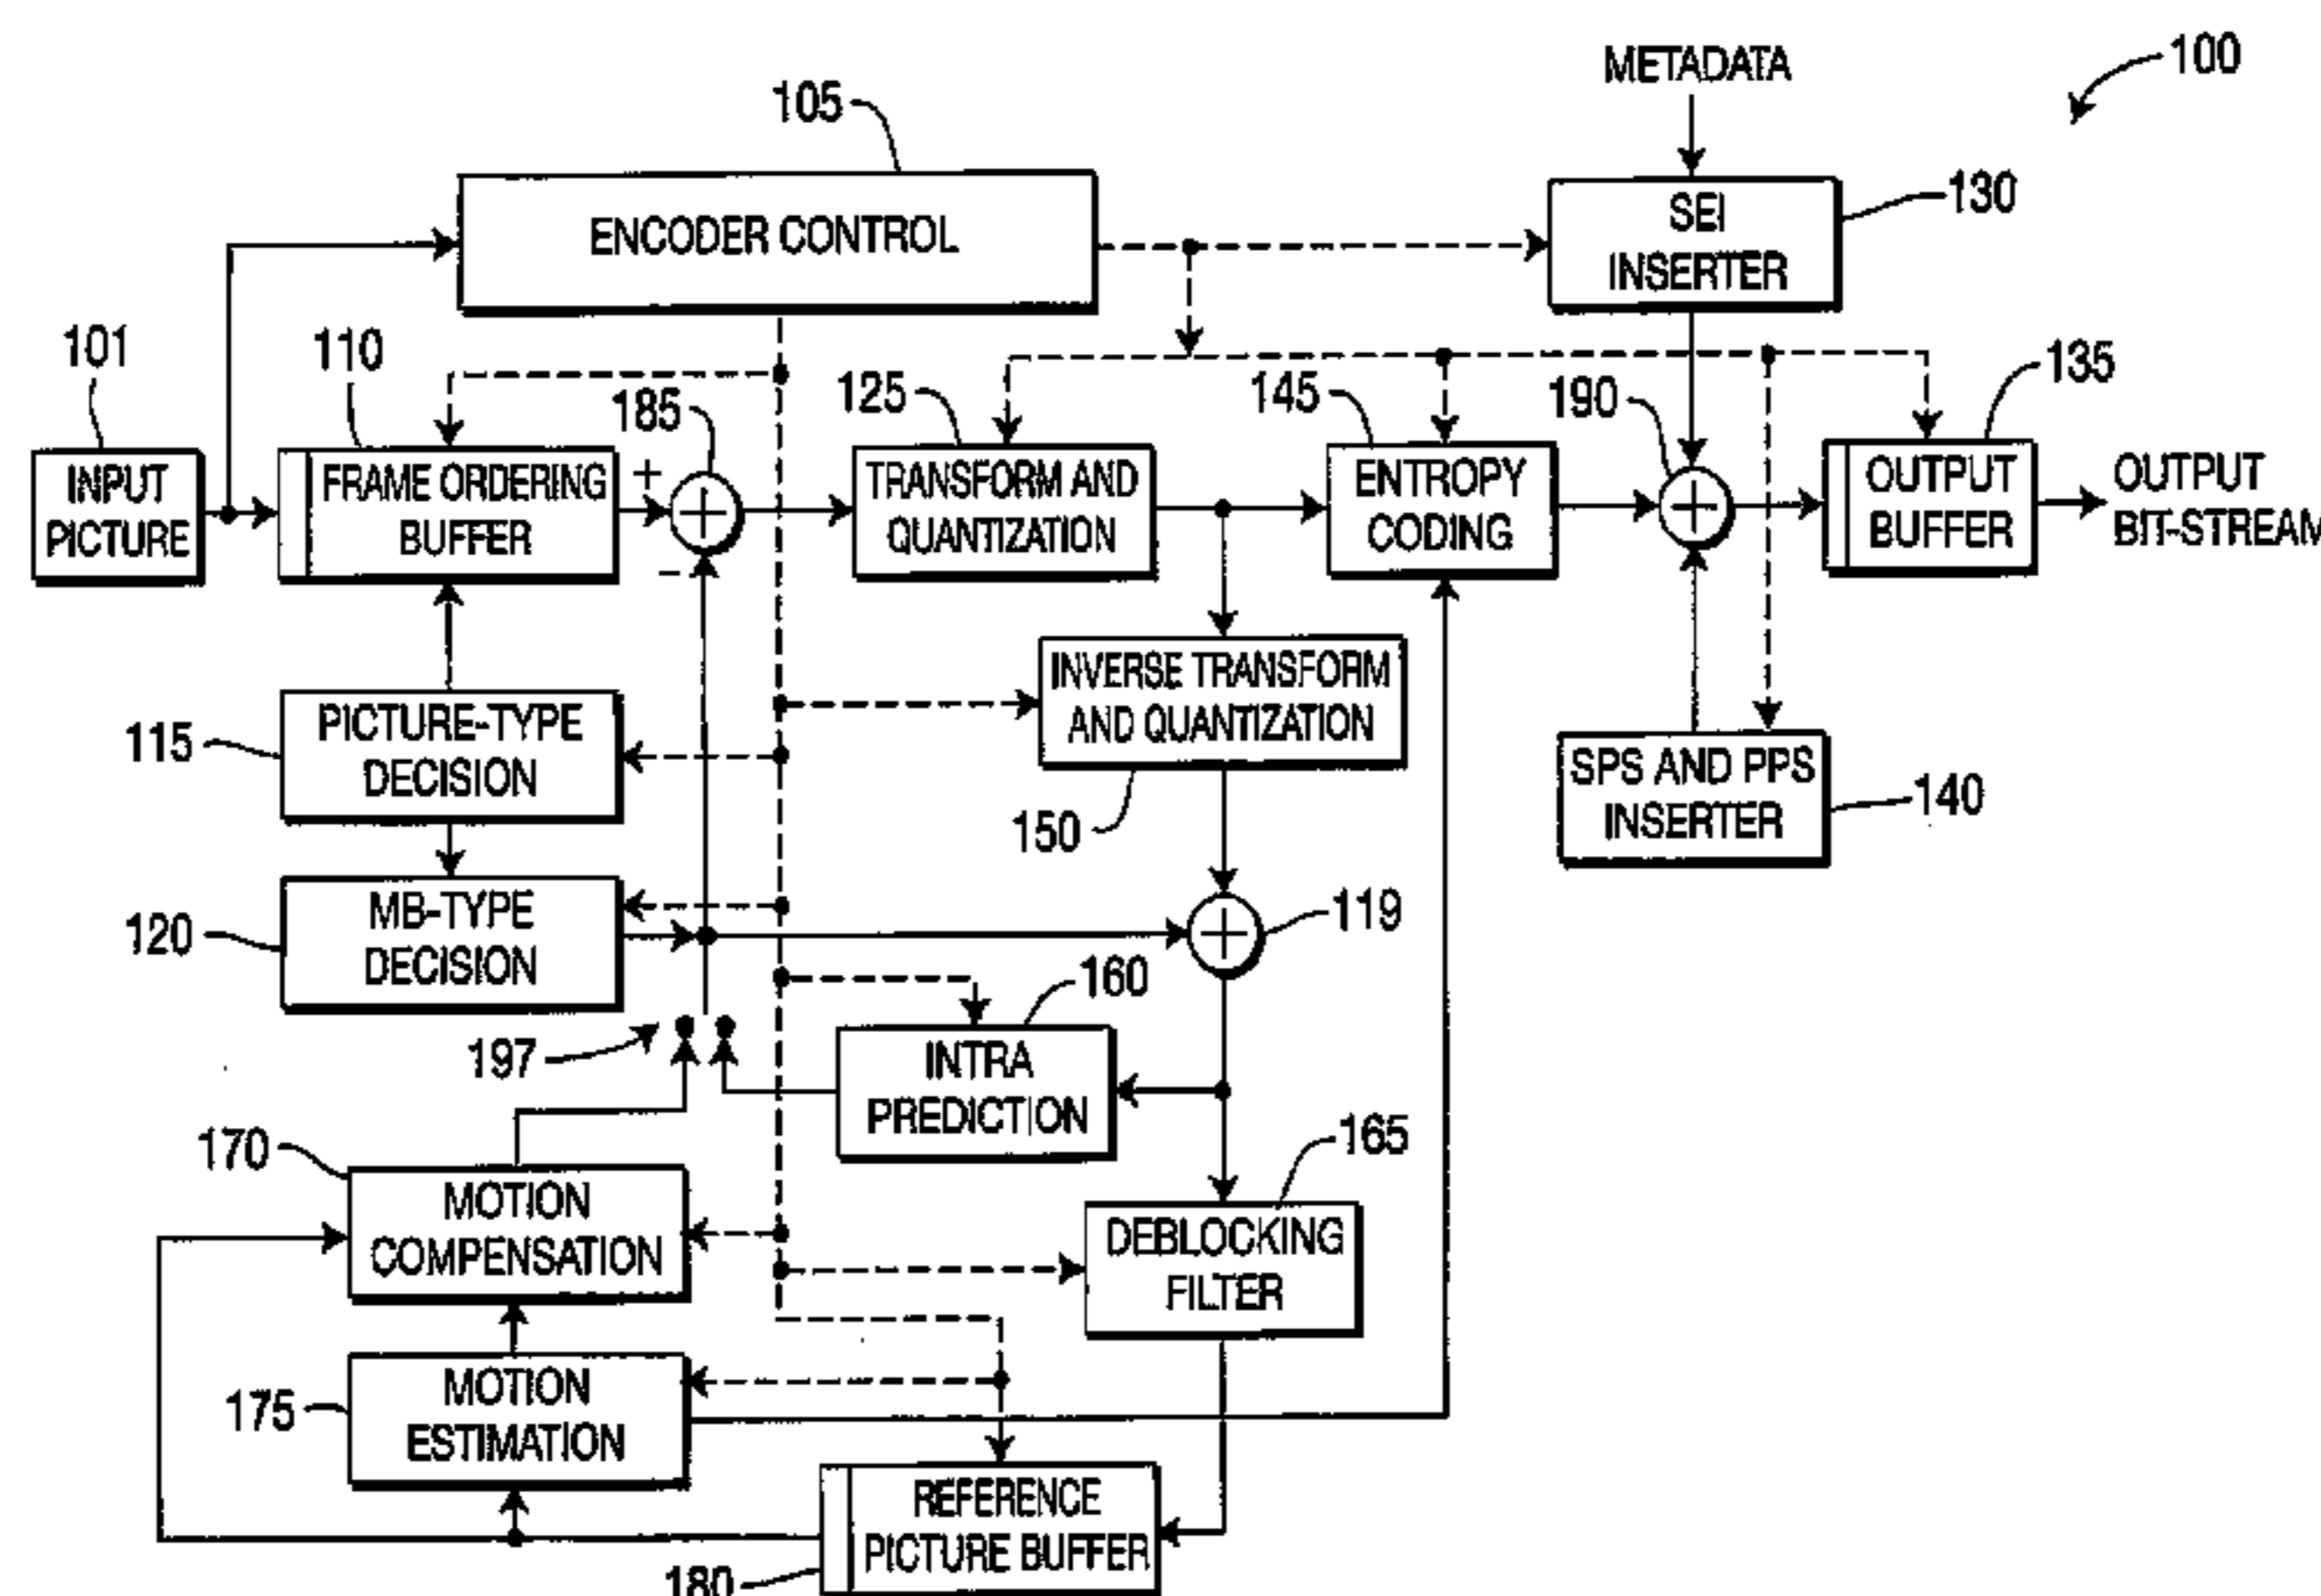 METADATA
100
105
ENCODER CONTROL
SEI
INSERTER
130
101
110
185
125
145
190
135
INPUT
PICTURE
FRAME ORDERING
BUFFER
+
−
+
TRANSFORM AND
QUANTIZATION
ENTROPY
CODING
+
OUTPUT
BUFFER
OUTPUT
BIT-STREAM
115
PICTURE-TYPE
DECISION
INVERSE TRANSFORM
AND QUANTIZATION
150
SPS AND PPS
INSERTER
140
120
MB-TYPE
DECISION
+
119
197
160
INTRA
PREDICTION
170
MOTION
COMPENSATION
165
DEBLOCKING
FILTER
175
MOTION
ESTIMATION
REFERENCE
PICTURE BUFFER
180